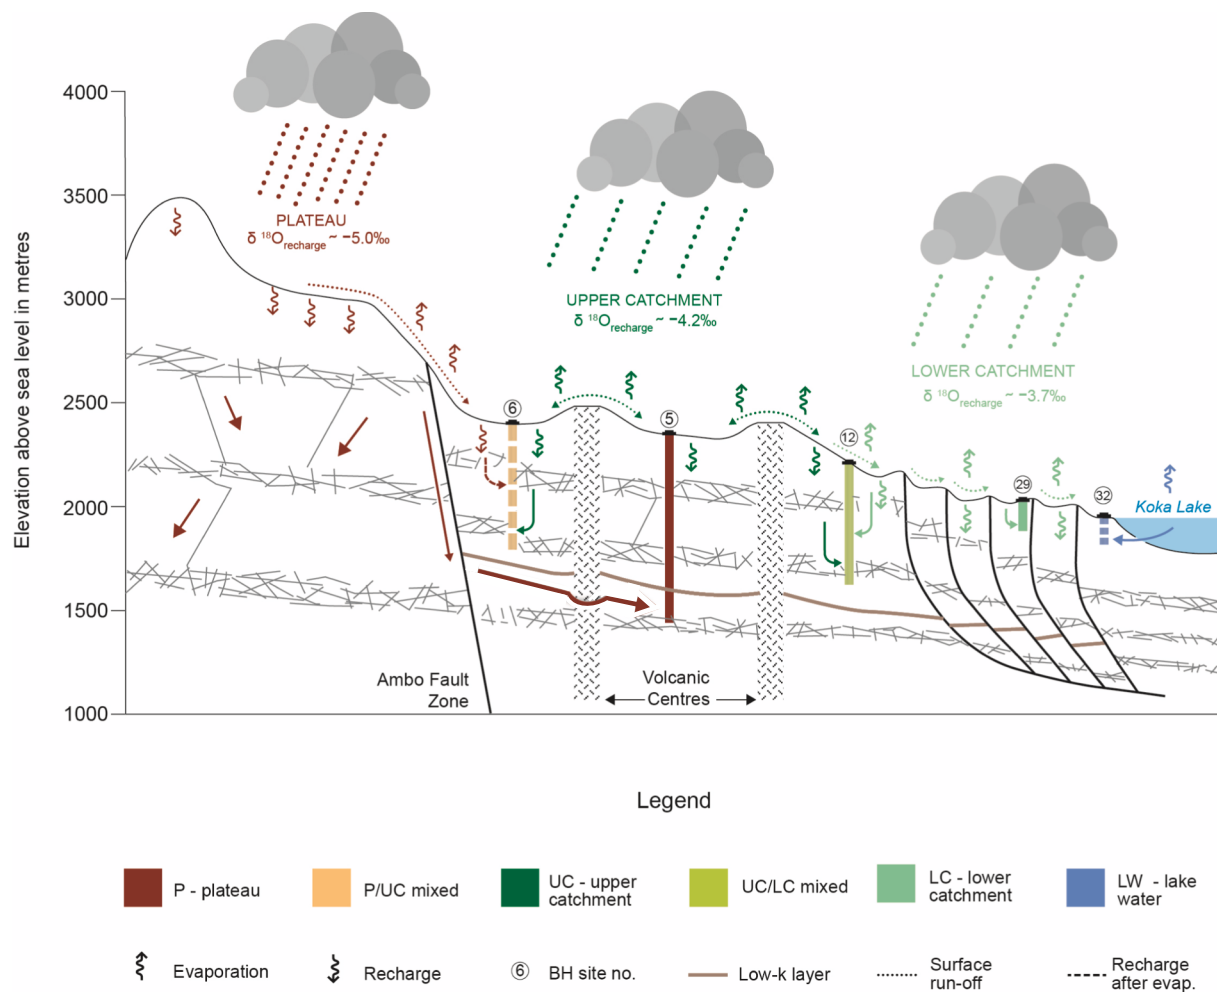 Elevation above sea level in metres
4000
3500
3000
2500
2000
1500
1000
PLATEAU
δ ¹⁸Orecharge ~ −5.0‰
UPPER CATCHMENT
δ ¹⁸Orecharge ~ −4.2‰
LOWER CATCHMENT
δ ¹⁸Orecharge ~ −3.7‰
6
5
12
29
32
Koka Lake
Ambo Fault
Zone
Volcanic
Centres
Legend
P - plateau
P/UC mixed
UC - upper
catchment
UC/LC mixed
LC - lower
catchment
LW - lake
water
Evaporation
Recharge
6
BH site no.
Low-k layer
Surface
run-off
Recharge
after evap.